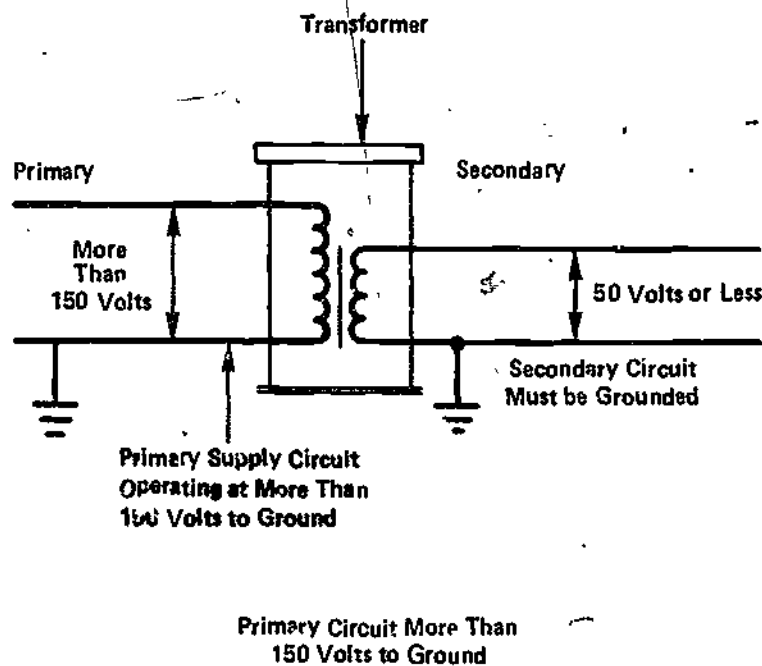 Transformer
Primary
Secondary
More
Than
150 Volts
50 Volts or Less
Secondary Circuit
Must be Grounded
Primary Supply Circuit
Operating at More Than
150 Volts to Ground
Primary Circuit More Than
150 Volts to Ground